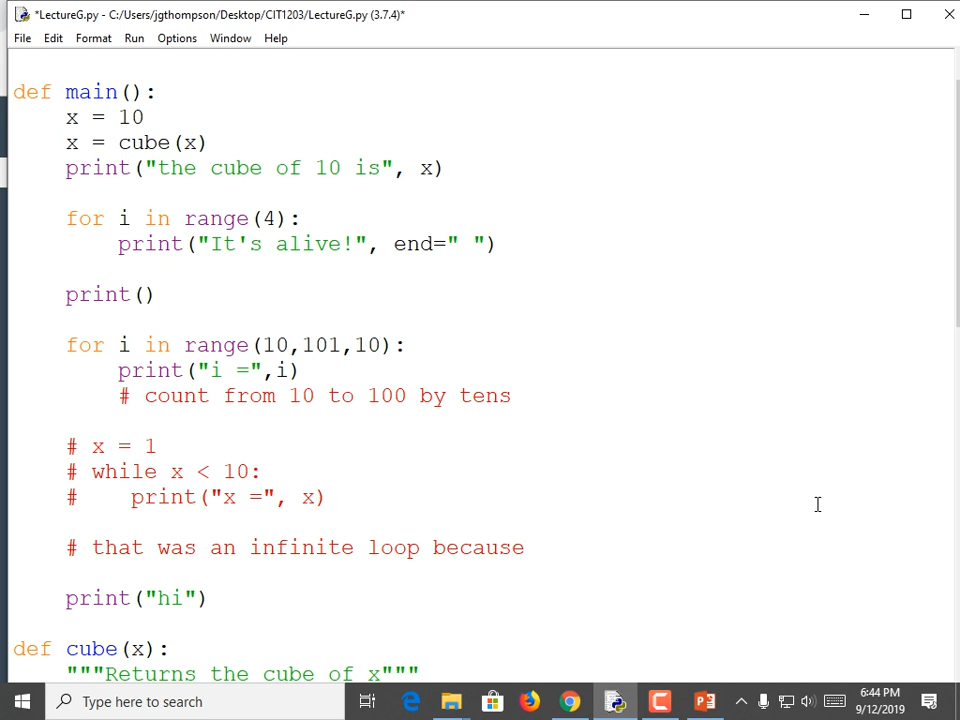 *LectureG.py - C:/Users/jgthompson/Desktop/CIT1203/LectureG.py (3.7.4)*
File Edit Format Run Options Window Help
def main():
    x = 10
    x = cube(x)
    print("the cube of 10 is", x)
    for i in range(4):
        print("It's alive!", end=" ")
    print()
    for i in range(10,101,10):
        print("i =",i)
        # count from 10 to 100 by tens
    # x = 1
    # while x < 10:
    #    print("x =", x)
    # that was an infinite loop because
    print("hi")
def cube(x):
    """Returns the cube of x"""
Type here to search
6:44 PM
9/12/2019